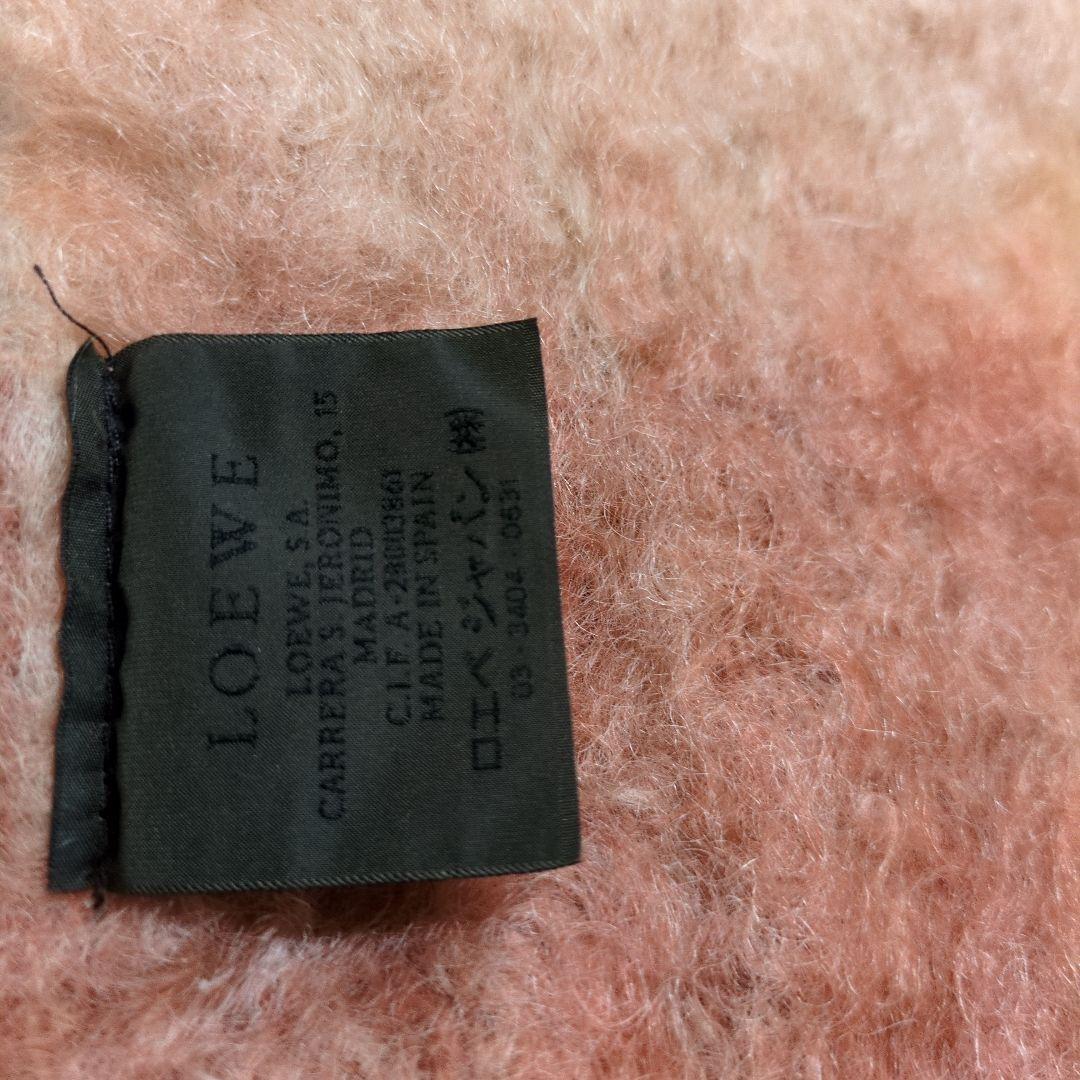 LOEWE
LOEWE, S.A.
CARRERA S JERONIMO, 15
MADRID
C.I.F. A-28003861
MADE IN SPAIN
ロエベ ジャパン ㈱
03-3404-0631